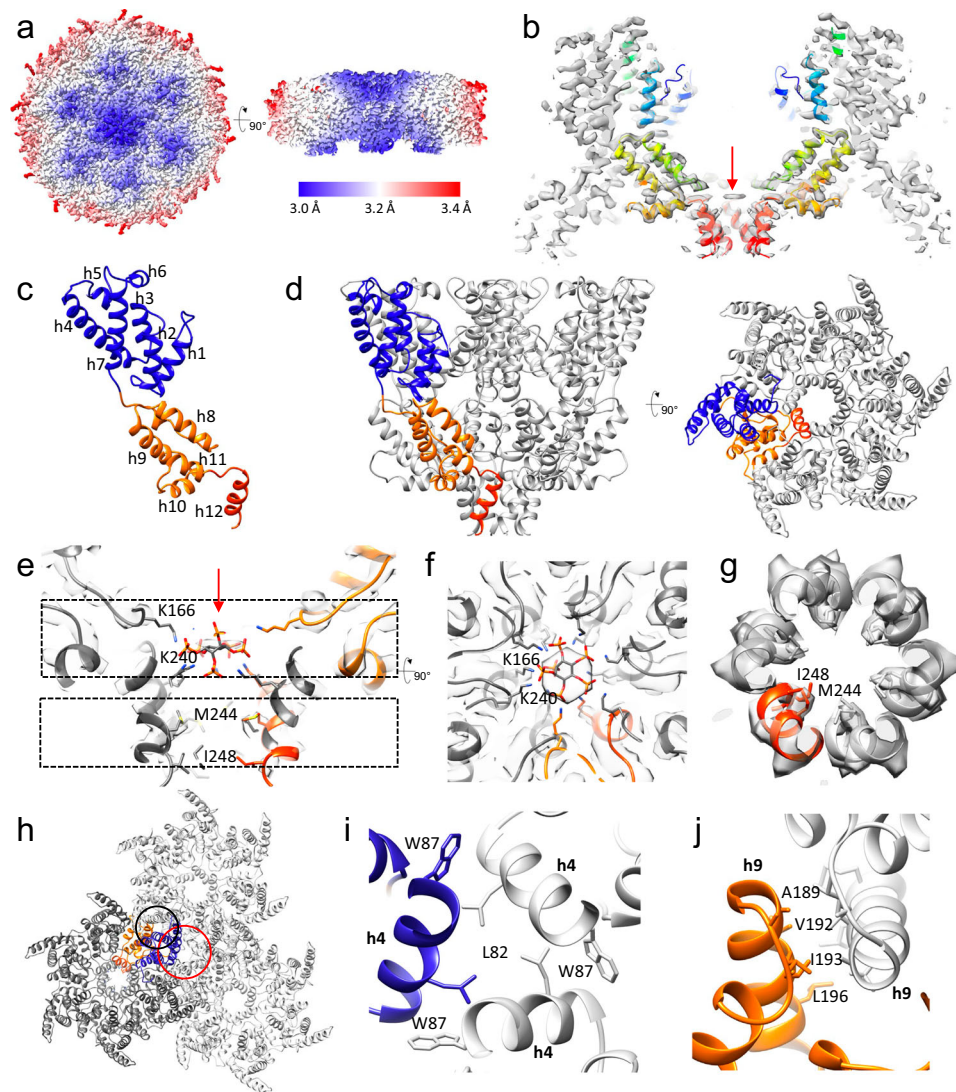 a
90°
3.0 Å
3.2 Å
3.4 Å
b
c
h5
h6
h3
h4
h2
h1
h7
h8
h9
h11
h10
h12
d
90°
e
K166
K240
M244
I248
90°
f
K166
K240
g
I248
M244
h
i
W87
h4
h4
L82
W87
W87
h4
j
h9
A189
V192
I193
L196
h9